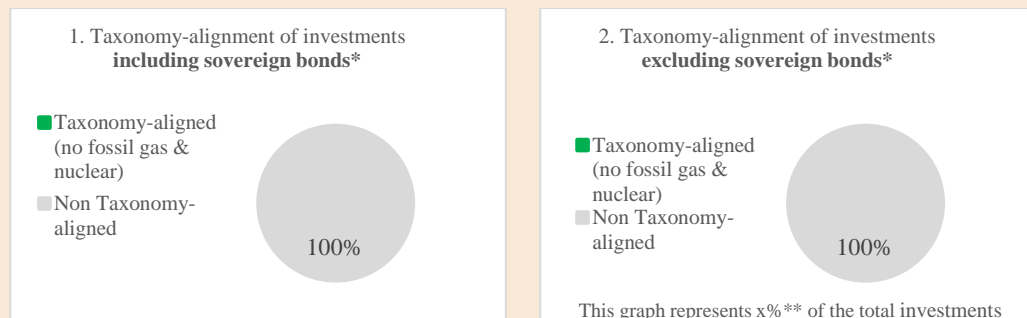 1. Taxonomy-alignment of investments
including sovereign bonds*
Taxonomy-aligned
(no fossil gas &
nuclear)
Non Taxonomy-
aligned
100%
2. Taxonomy-alignment of investments
excluding sovereign bonds*
Taxonomy-aligned
(no fossil gas &
nuclear)
Non Taxonomy-
aligned
100%
This graph represents x%** of the total investments